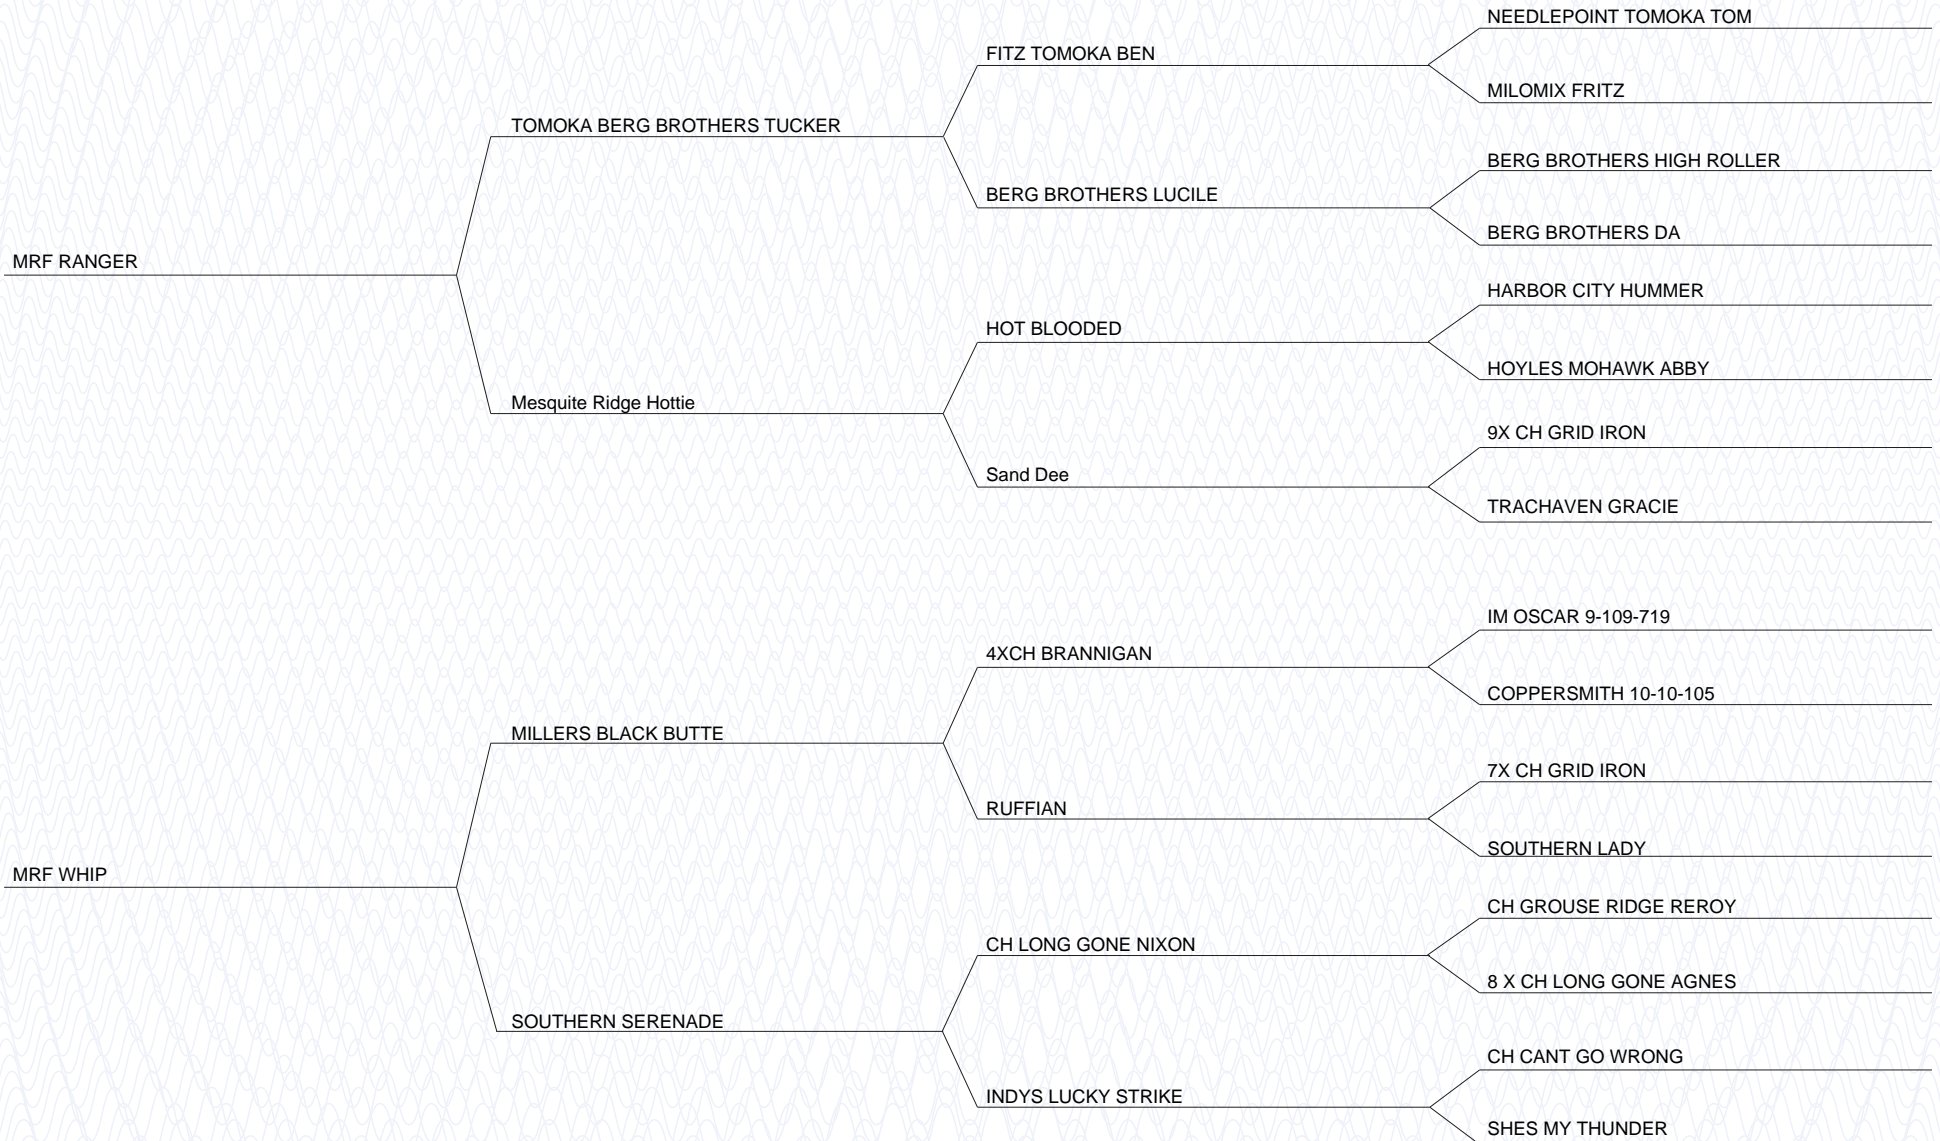 NEEDLEPOINT TOMOKA TOM
FITZ TOMOKA BEN
MILOMIX FRITZ
TOMOKA BERG BROTHERS TUCKER
BERG BROTHERS HIGH ROLLER
BERG BROTHERS LUCILE
BERG BROTHERS DA
MRF RANGER
HARBOR CITY HUMMER
HOT BLOODED
HOYLES MOHAWK ABBY
Mesquite Ridge Hottie
9X CH GRID IRON
Sand Dee
TRACHAVEN GRACIE
IM OSCAR 9-109-719
4XCH BRANNIGAN
COPPERSMITH 10-10-105
MILLERS BLACK BUTTE
7X CH GRID IRON
RUFFIAN
SOUTHERN LADY
MRF WHIP
CH GROUSE RIDGE REROY
CH LONG GONE NIXON
8 X CH LONG GONE AGNES
SOUTHERN SERENADE
CH CANT GO WRONG
INDYS LUCKY STRIKE
SHES MY THUNDER